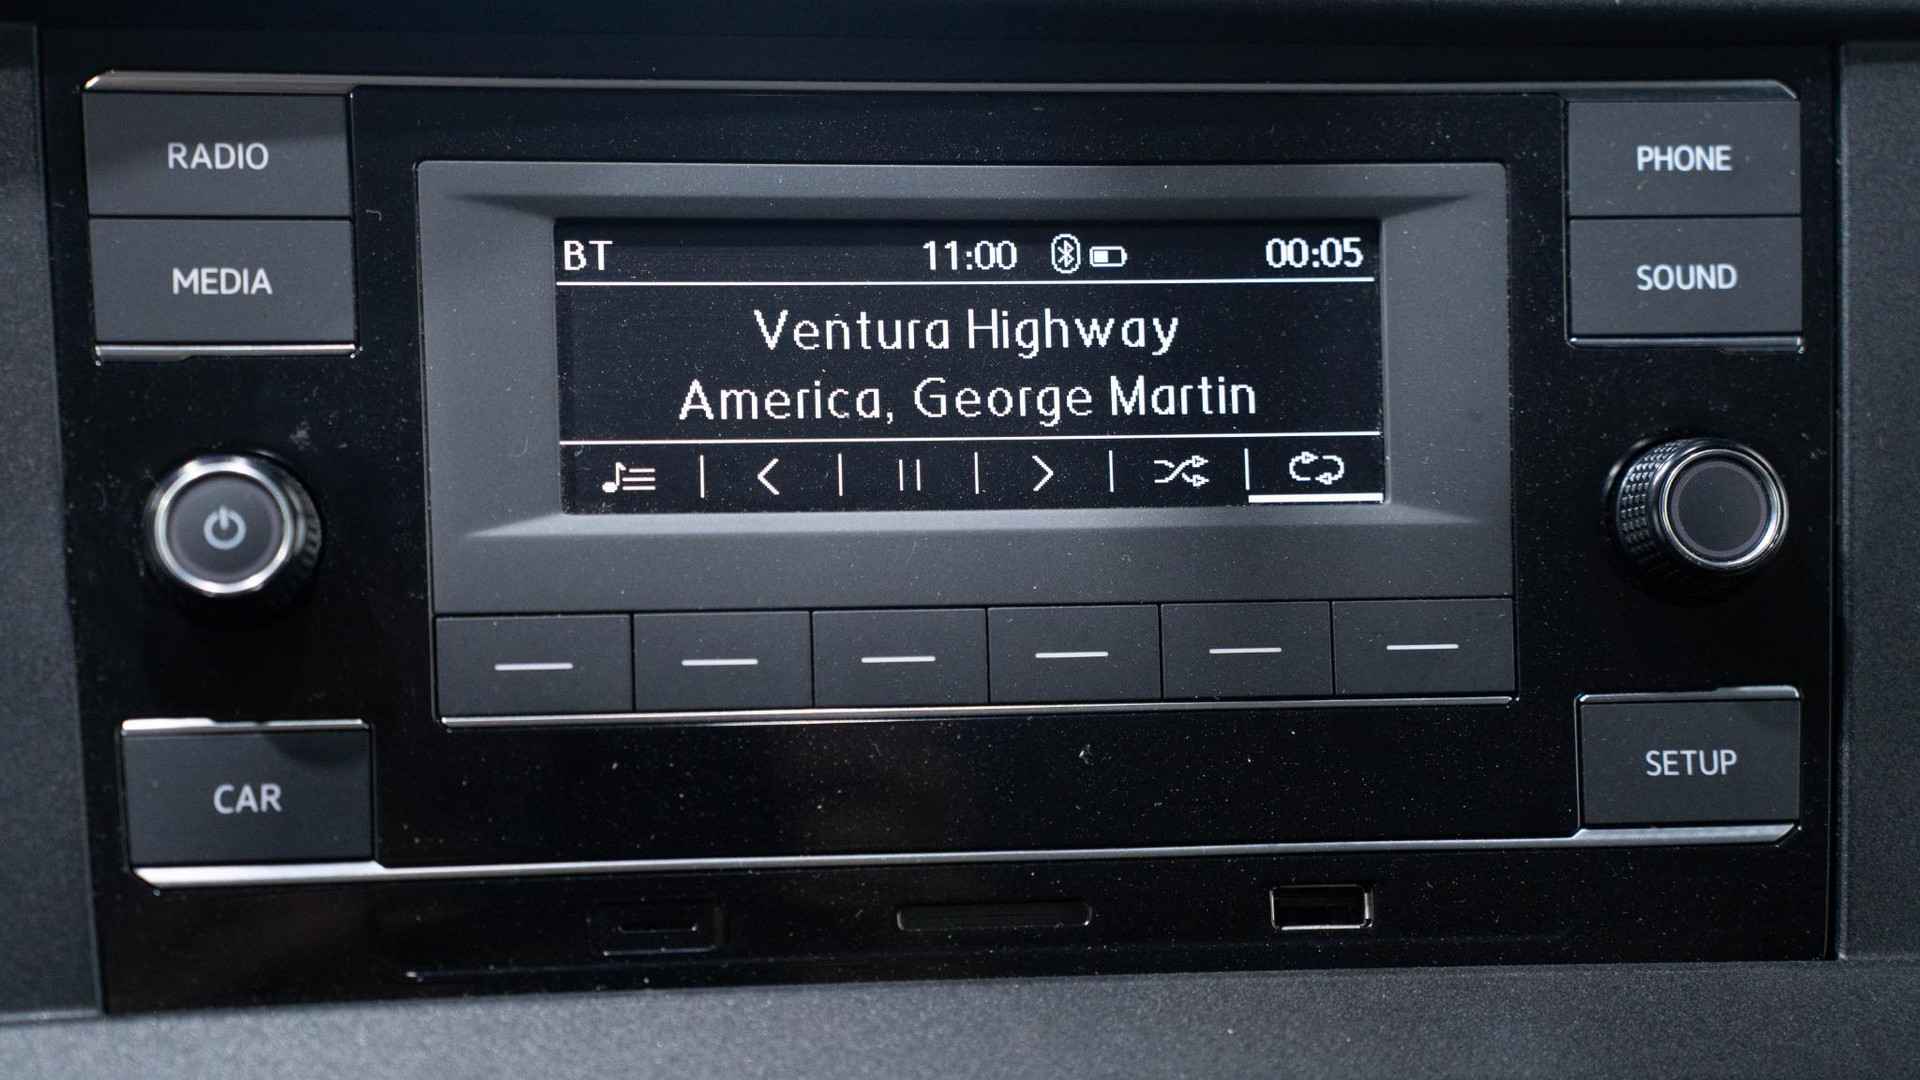 RADIO
MEDIA
BT 11:00 00:05
Ventura Highway
America, George Martin
PHONE
SOUND
CAR
SETUP